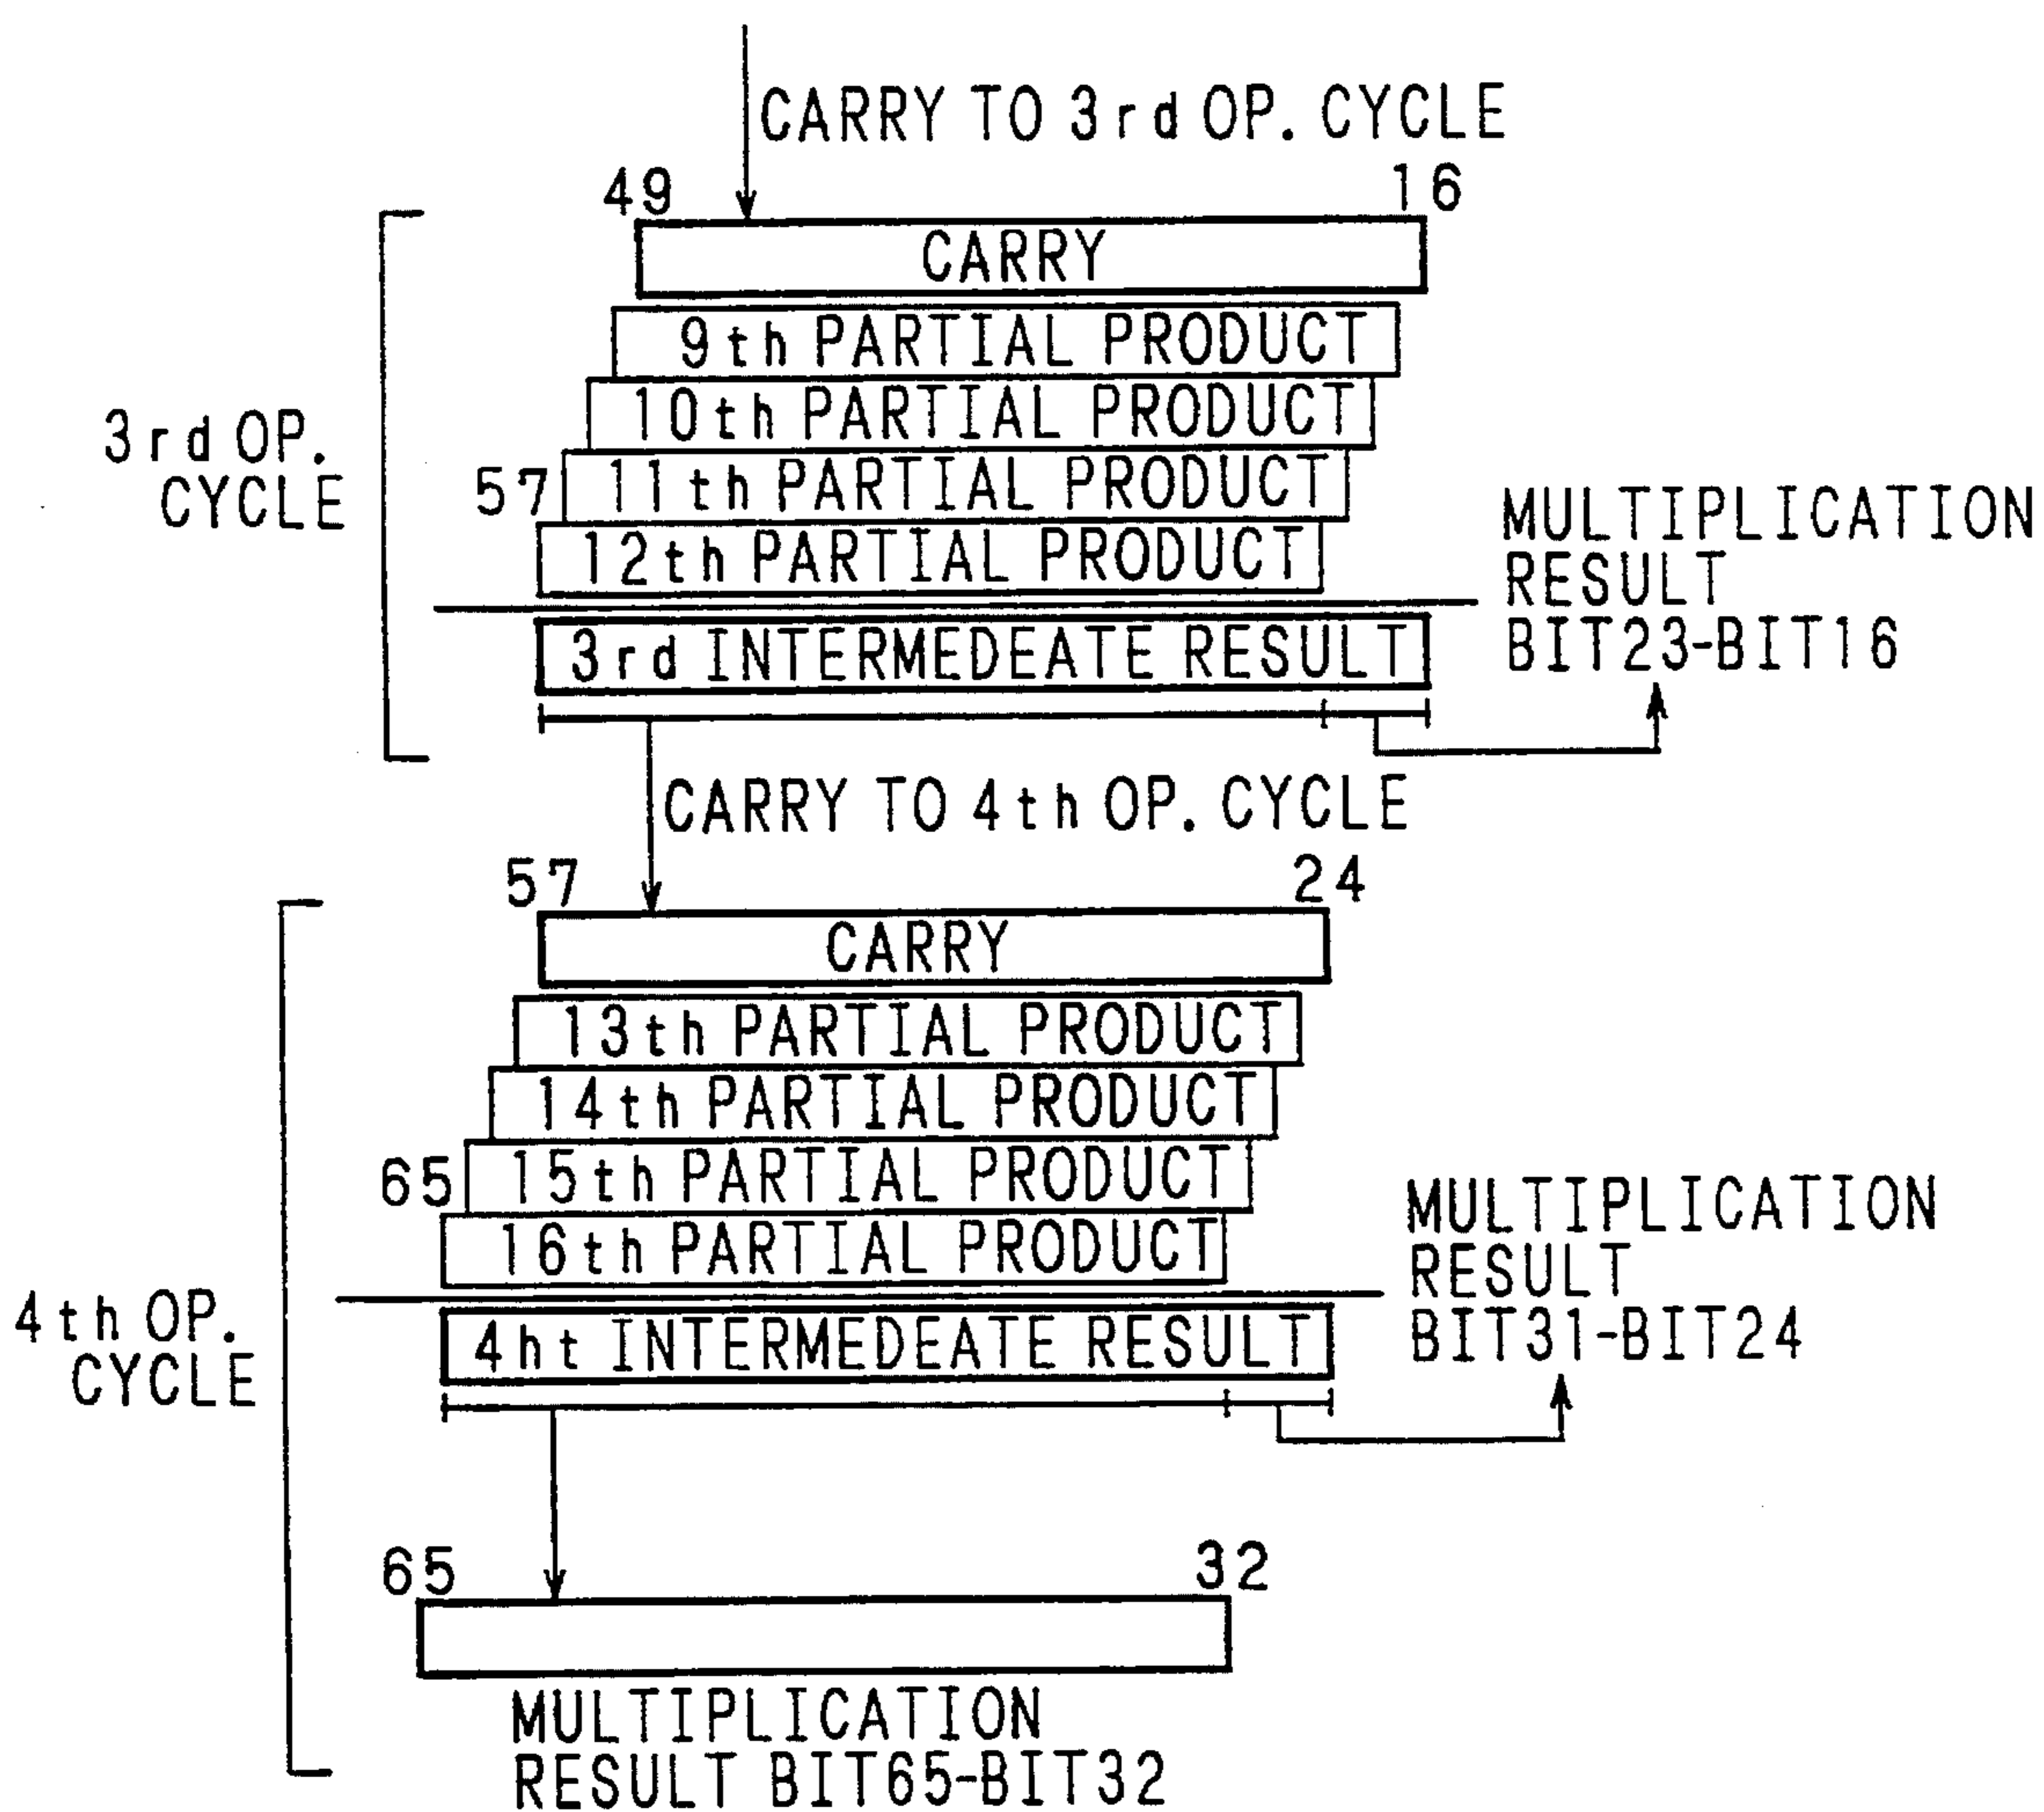 CARRY TO 3rd OP. CYCLE
49
16
CARRY
9th PARTIAL PRODUCT
10th PARTIAL PRODUCT
3rd OP.
CYCLE
57
11th PARTIAL PRODUCT
12th PARTIAL PRODUCT
MULTIPLICATION
RESULT
BIT23-BIT16
3rd INTERMEDEATE RESULT
CARRY TO 4th OP. CYCLE
57
24
CARRY
13th PARTIAL PRODUCT
14th PARTIAL PRODUCT
65
15th PARTIAL PRODUCT
16th PARTIAL PRODUCT
MULTIPLICATION
RESULT
BIT31-BIT24
4th OP.
CYCLE
4ht INTERMEDEATE RESULT
65
32
MULTIPLICATION
RESULT BIT65-BIT32